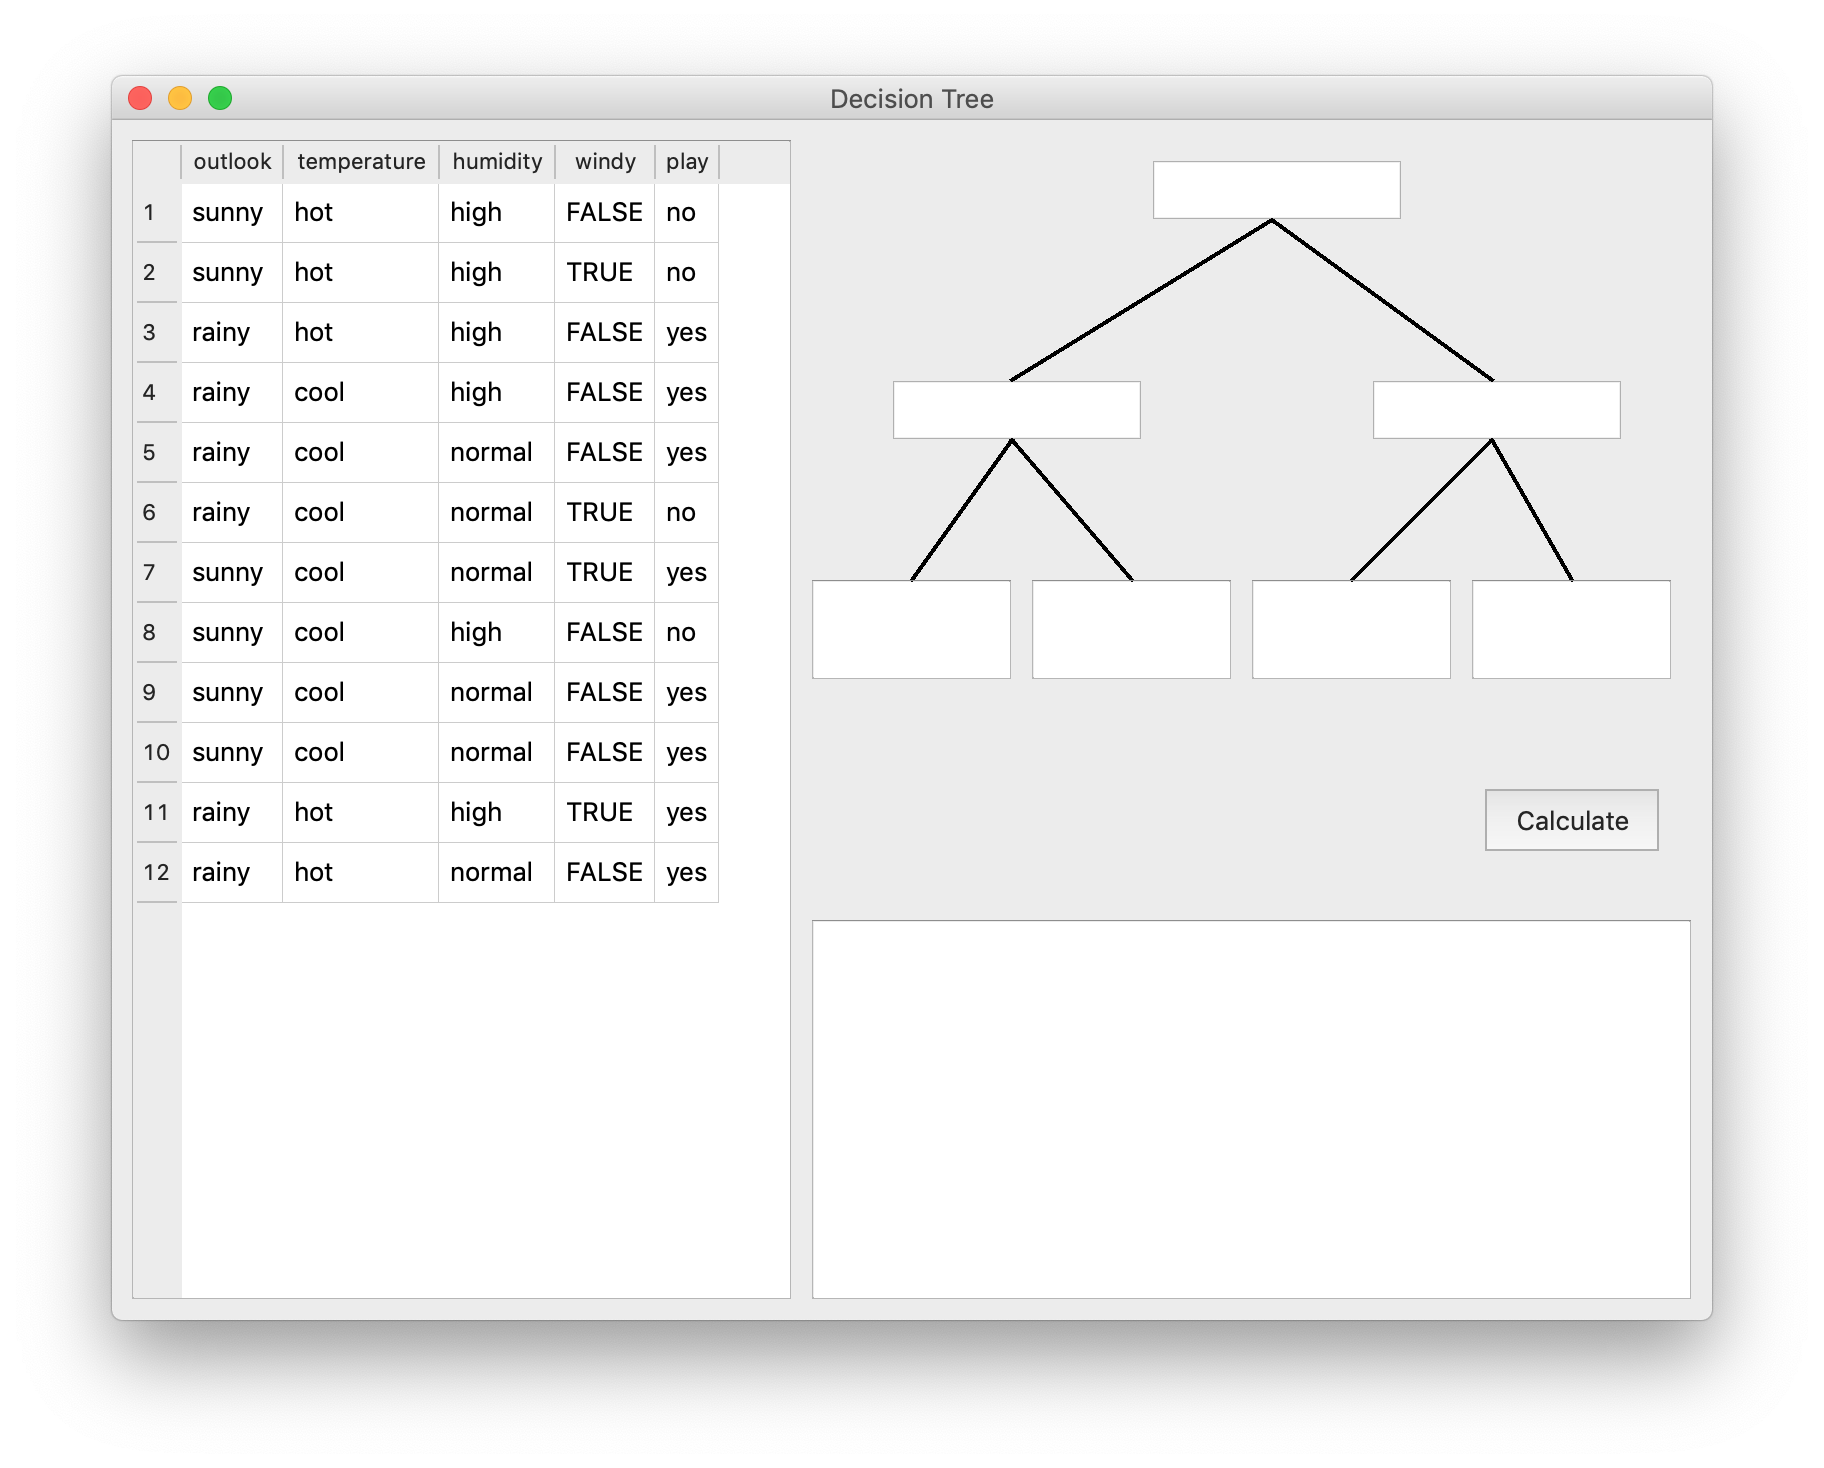 Decision Tree
outlook temperature humidity windy play
1 sunny hot high FALSE no
2 sunny hot high TRUE no
3 rainy hot high FALSE yes
4 rainy cool high FALSE yes
5 rainy cool normal FALSE yes
6 rainy cool normal TRUE no
7 sunny cool normal TRUE yes
8 sunny cool high FALSE no
9 sunny cool normal FALSE yes
10 sunny cool normal FALSE yes
11 rainy hot high TRUE yes
12 rainy hot normal FALSE yes
Calculate